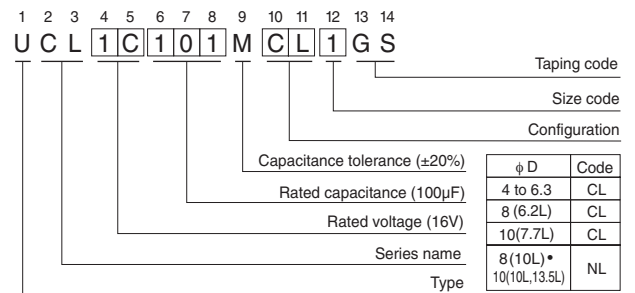 1 2 3 4 5 6 7 8 9 10 11 12 13 14
U C L 1 C 1 0 1 M C L 1 G S
Taping code
Size code
Configuration
Capacitance tolerance (±20%)
Rated capacitance (100µF)
Rated voltage (16V)
Series name
Type
ϕ D Code
4 to 6.3 CL
8 (6.2L) CL
10(7.7L) CL
8(10L) •
10(10L,13.5L) NL